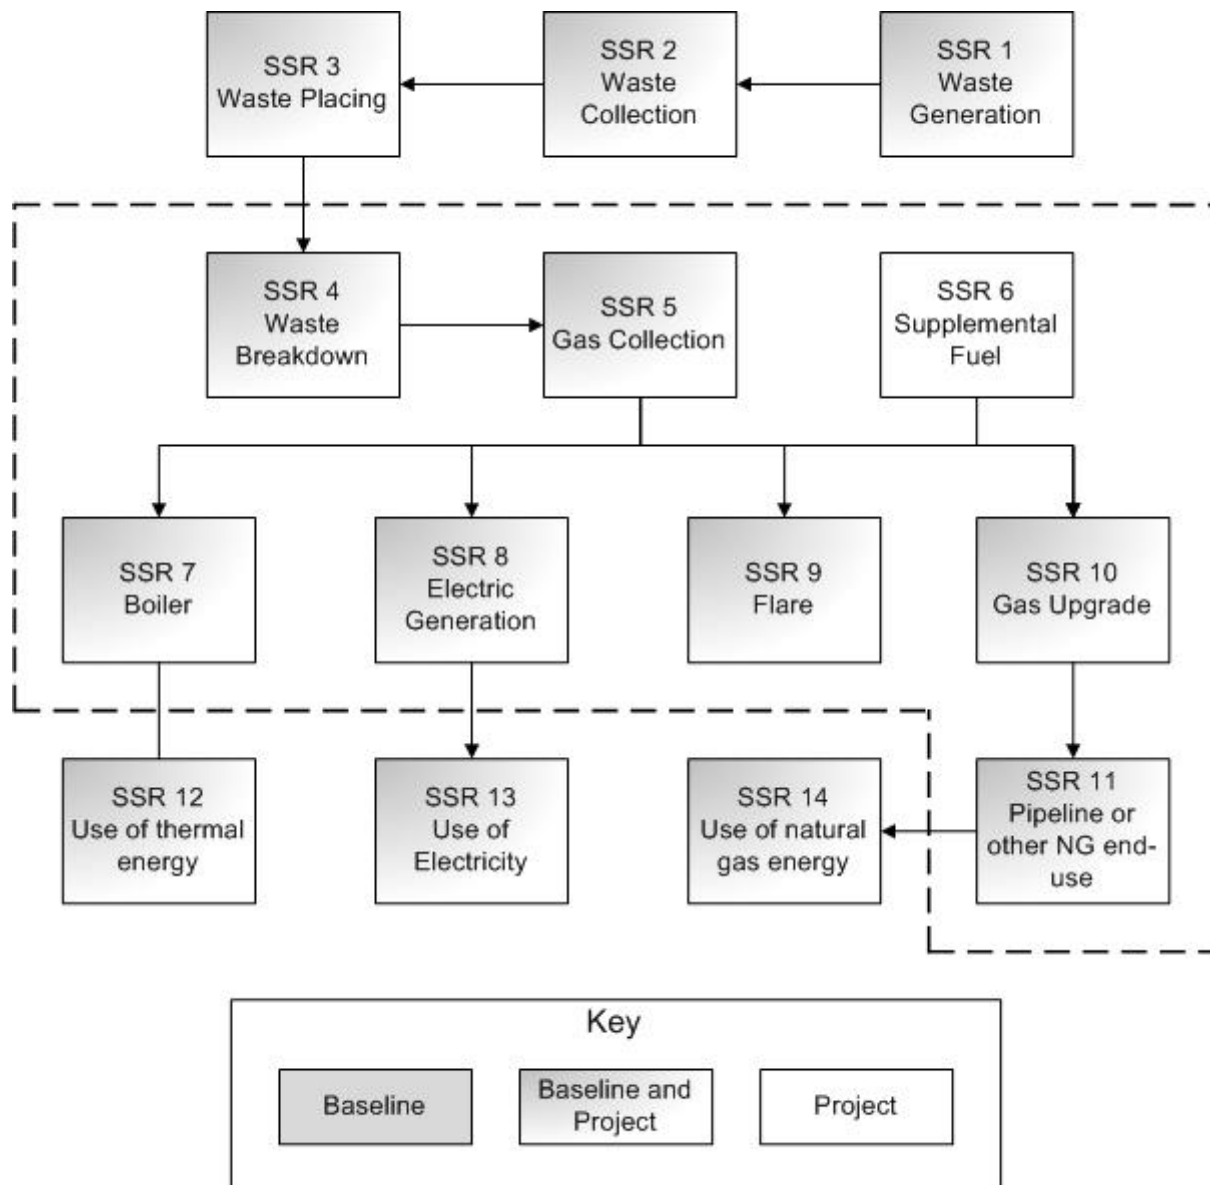 SSR 3
Waste Placing
SSR 2
Waste
Collection
SSR 1
Waste
Generation
SSR 4
Waste
Breakdown
SSR 5
Gas Collection
SSR 6
Supplemental
Fuel
SSR 7
Boiler
SSR 8
Electric
Generation
SSR 9
Flare
SSR 10
Gas Upgrade
SSR 12
Use of thermal
energy
SSR 13
Use of
Electricity
SSR 14
Use of natural
gas energy
SSR 11
Pipeline or
other NG end-
use
Key
Baseline
Baseline and
Project
Project